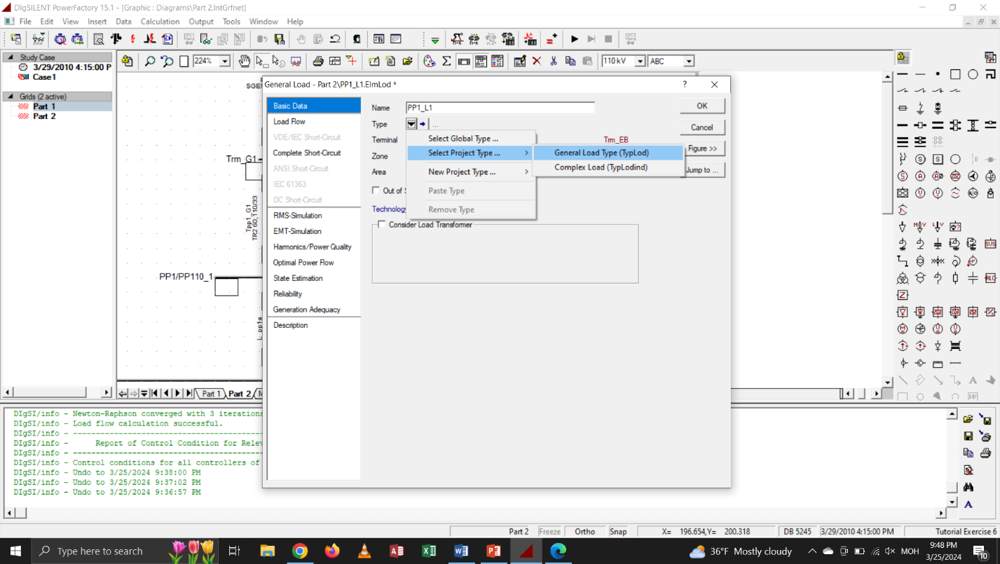 DIgSILENT PowerFactory 15.1 - [Graphic : Diagrams\Part 2.IntGrfnet]
File Edit View Insert Data Calculation Output Tools Window Help
Study Case
3/29/2010 4:15:00 P
Case1
Grids (2 active)
Part 1
Part 2
224%
110 kV
ABC
SGE
Trm_G1
Tpp1_G1
TR2 60;110/33
PP1/PP110_1
General Load - Part 2\PP1_L1.ElmLod *
?
Basic Data
Load Flow
VDE/IEC Short-Circuit
Complete Short-Circuit
ANSI Short-Circuit
IEC 61363
DC Short-Circuit
RMS-Simulation
EMT-Simulation
Harmonics/Power Quality
Optimal Power Flow
State Estimation
Reliability
Generation Adequacy
Description
Name PP1_L1
Type ...
Terminal Trm_EB
Zone
Area
Out of S
Technology
Consider Load Transformer
Select Global Type ...
Select Project Type ...
New Project Type ...
Paste Type
Remove Type
General Load Type (TypLod)
Complex Load (TypLodind)
OK
Cancel
Figure >>
Jump to ...
Part 1 Part 2
DIgSI/info - Newton-Raphson converged with 3 iterations
DIgSI/info - Load flow calculation successful.
DIgSI/info - ---------------------------------------
DIgSI/info - Report of Control Condition for Relev
DIgSI/info - ---------------------------------------
DIgSI/info - Control conditions for all controllers of
DIgSI/info - Undo to 3/25/2024 9:38:00 PM
DIgSI/info - Undo to 3/25/2024 9:37:02 PM
DIgSI/info - Undo to 3/25/2024 9:36:57 PM
Part 2 Freeze Ortho Snap X= 196.654,Y= 200.318 DB 5245 3/29/2010 4:15:00 PM Tutorial Exercise 6
Type here to search
36°F Mostly cloudy
МОН
9:48 PM
3/25/2024
10